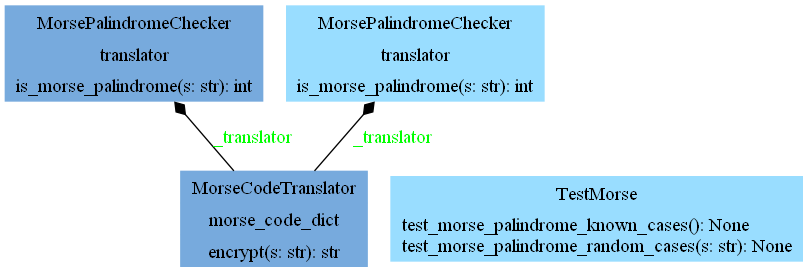 MorsePalindromeChecker
translator
is_morse_palindrome(s: str): int
MorsePalindromeChecker
translator
is_morse_palindrome(s: str): int
_translator
_translator
MorseCodeTranslator
morse_code_dict
encrypt(s: str): str
TestMorse
test_morse_palindrome_known_cases(): None
test_morse_palindrome_random_cases(s: str): None